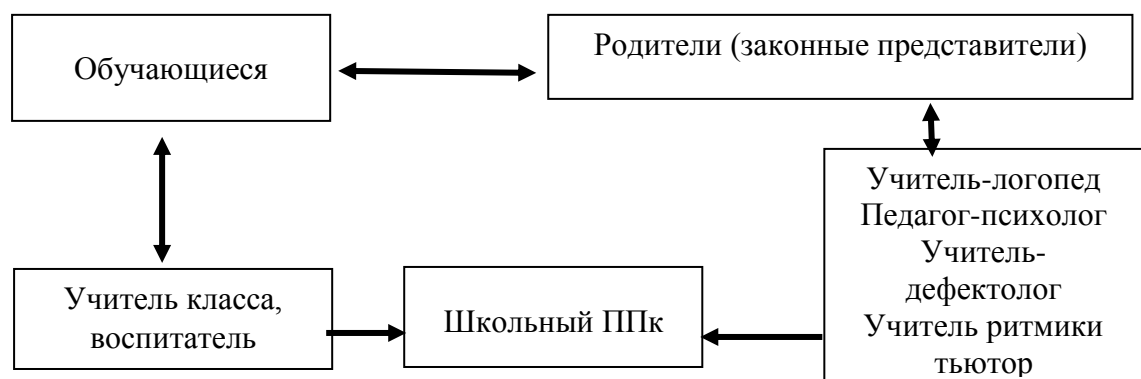 Обучающиеся
Родители (законные представители)
Учитель-логопед
Педагог-психолог
Учитель-
дефектолог
Учитель ритмики
тьютор
Учитель класса,
воспитатель
Школьный ППк